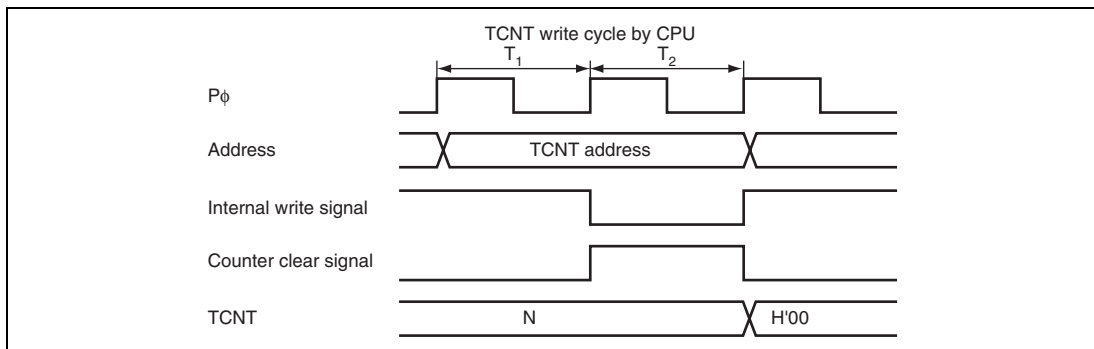 TCNT write cycle by CPU
T1 T2
Pφ
Address TCNT address
Internal write signal
Counter clear signal
TCNT N H'00